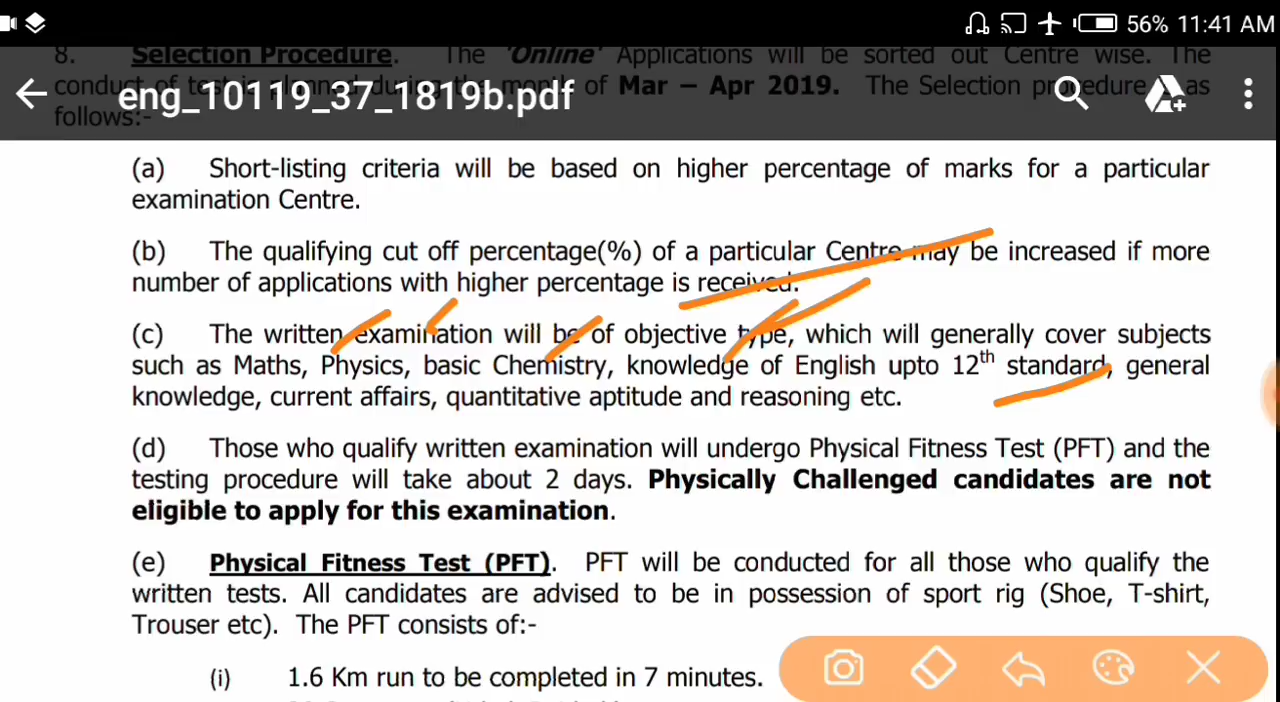 56% 11:41 AM
8. Selection Procedure. The 'Online' Applications will be sorted out Centre wise. The
conduct of test is planned during the month of Mar – Apr 2019. The Selection procedure is as
eng_10119_37_1819b.pdf
follows:-
(a) Short-listing criteria will be based on higher percentage of marks for a particular
examination Centre.
(b) The qualifying cut off percentage(%) of a particular Centre may be increased if more
number of applications with higher percentage is received.
(c) The written examination will be of objective type, which will generally cover subjects
such as Maths, Physics, basic Chemistry, knowledge of English upto 12th standard, general
knowledge, current affairs, quantitative aptitude and reasoning etc.
(d) Those who qualify written examination will undergo Physical Fitness Test (PFT) and the
testing procedure will take about 2 days. Physically Challenged candidates are not
eligible to apply for this examination.
(e) Physical Fitness Test (PFT). PFT will be conducted for all those who qualify the
written tests. All candidates are advised to be in possession of sport rig (Shoe, T-shirt,
Trouser etc). The PFT consists of:-
(i) 1.6 Km run to be completed in 7 minutes.